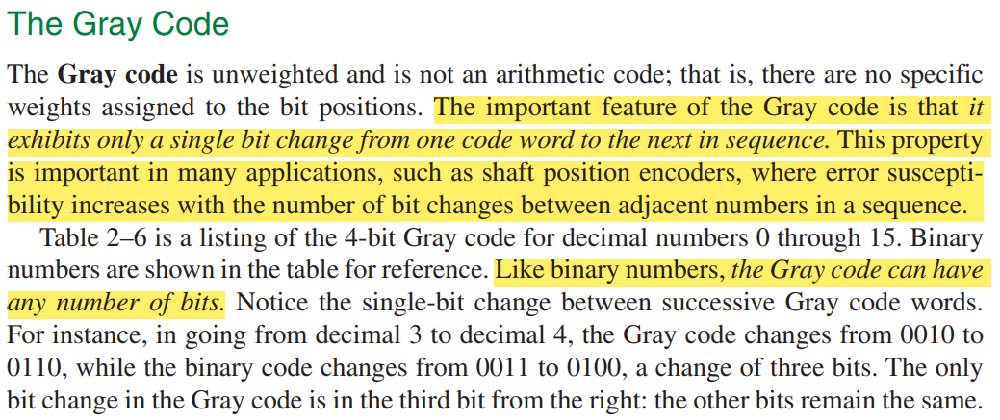 The Gray Code
The Gray code is unweighted and is not an arithmetic code; that is, there are no specific
weights assigned to the bit positions. The important feature of the Gray code is that it
exhibits only a single bit change from one code word to the next in sequence. This property
is important in many applications, such as shaft position encoders, where error suscepti-
bility increases with the number of bit changes between adjacent numbers in a sequence.
Table 2–6 is a listing of the 4-bit Gray code for decimal numbers 0 through 15. Binary
numbers are shown in the table for reference. Like binary numbers, the Gray code can have
any number of bits. Notice the single-bit change between successive Gray code words.
For instance, in going from decimal 3 to decimal 4, the Gray code changes from 0010 to
0110, while the binary code changes from 0011 to 0100, a change of three bits. The only
bit change in the Gray code is in the third bit from the right: the other bits remain the same.